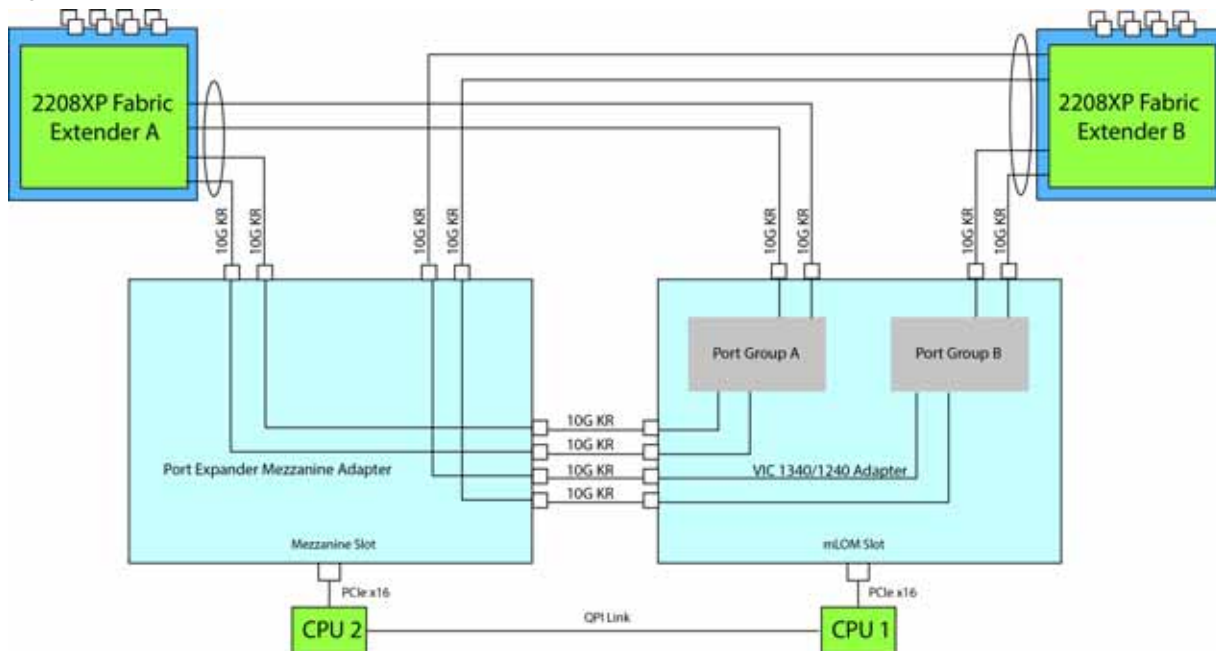 2208XP Fabric
Extender A
2208XP Fabric
Extender B
10G KR
10G KR
10G KR
10G KR
10G KR
10G KR
10G KR
10G KR
Port Group A
Port Group B
10G KR
10G KR
10G KR
10G KR
Port Expander Mezzanine Adapter
VIC 1340/1240 Adapter
Mezzanine Slot
mLOM Slot
PCIe x16
PCIe x16
QPI Link
CPU 2
CPU 1